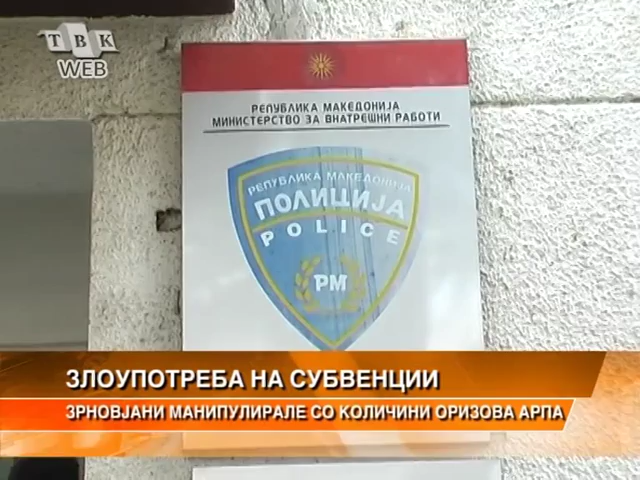 ТВК
WEB
РЕПУБЛИКА МАКЕДОНИЈА
МИНИСТЕРСТВО ЗА ВНАТРЕШНИ РАБОТИ
РЕПУБЛИКА МАКЕДОНИЈА
ПОЛИЦИЈА
POLICE
РМ
ЗЛОУПОТРЕБА НА СУБВЕНЦИИ
ЗРНОВЈАНИ МАНИПУЛИРАЛЕ СО КОЛИЧИНИ ОРИЗОВА АРПА